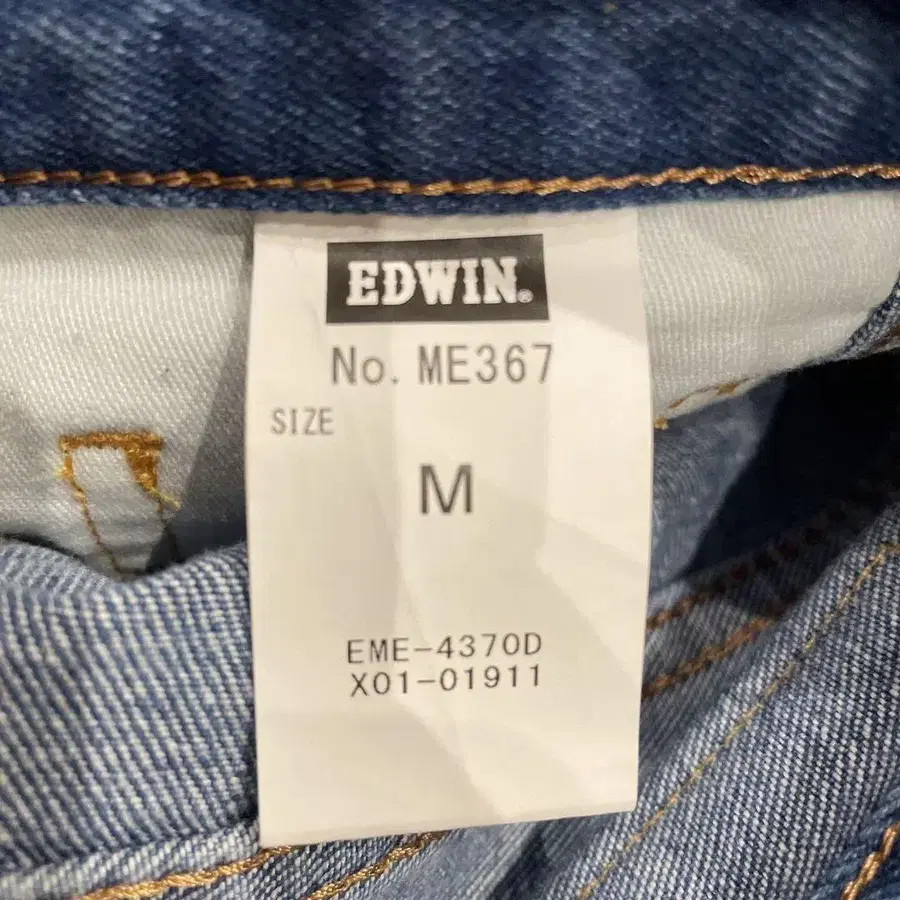 EDWIN®
No. ME367
SIZE
M
EME-4370D
X01-01911